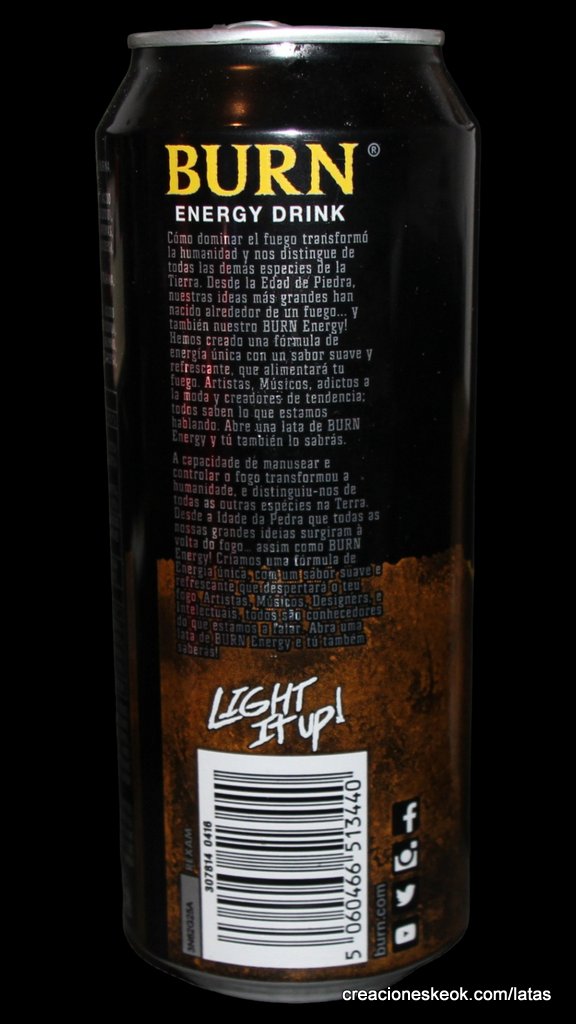 BURN®
ENERGY DRINK
Cómo dominar el fuego transformó
la humanidad y nos distingue de
todas las demás especies de la
Tierra. Desde la Edad de Piedra,
nuestras ideas más grandes han
nacido alrededor de un fuego... y
también nuestro BURN Energy!
Hemos creado una fórmula de
energía única con un sabor suave y
refrescante, que alimentará tu
fuego. Artistas, Músicos, adictos a
la moda y creadores de tendencia;
todos saben lo que estamos
hablando. Abre una lata de BURN
Energy y tú también lo sabrás.
A capacidade de manusear e
controlar o fogo transformou a
humanidade, e distinguiu-nos de
todas as outras espécies na Terra.
Desde a Idade da Pedra que todas as
nossas grandes ideias surgiram à
volta do fogo... assim como BURN
Energy! Criamos uma fórmula de
Energia única, com um sabor suave e
refrescante que despertará o teu
fogo. Artistas, Músicos, Designers, e
Intelectuais, todos são conhecedores
do que estamos a falar. Abra uma
lata de BURN Energy e tú também
saberás!
LIGHT
IT UP!
REXAM
307814 0416
5 060466 513440
burn.com
creacioneskeok.com/latas